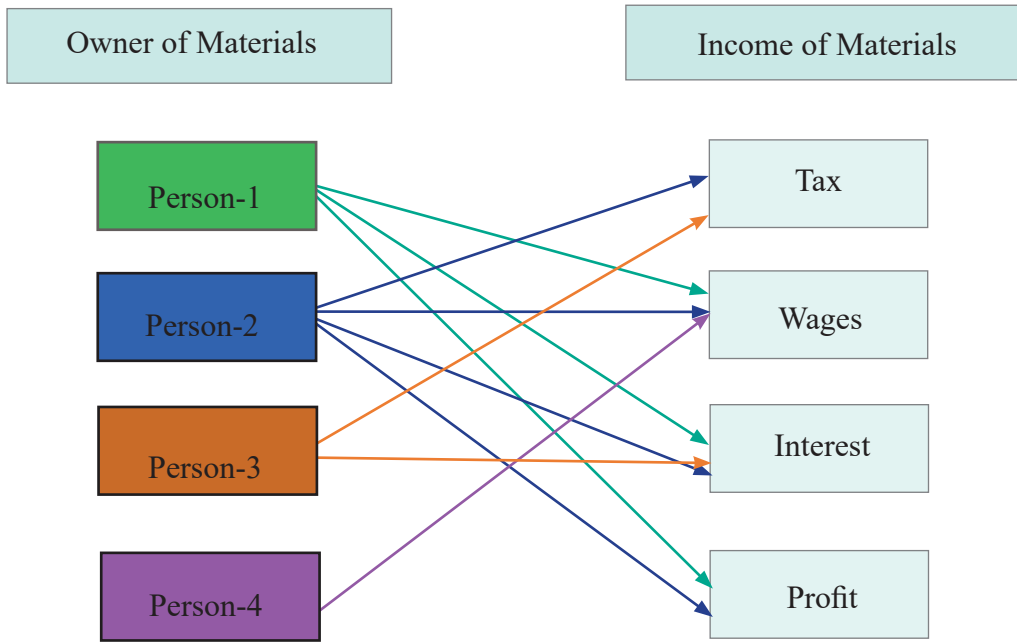 Owner of Materials
Income of Materials
Person-1
Tax
Person-2
Wages
Person-3
Interest
Person-4
Profit